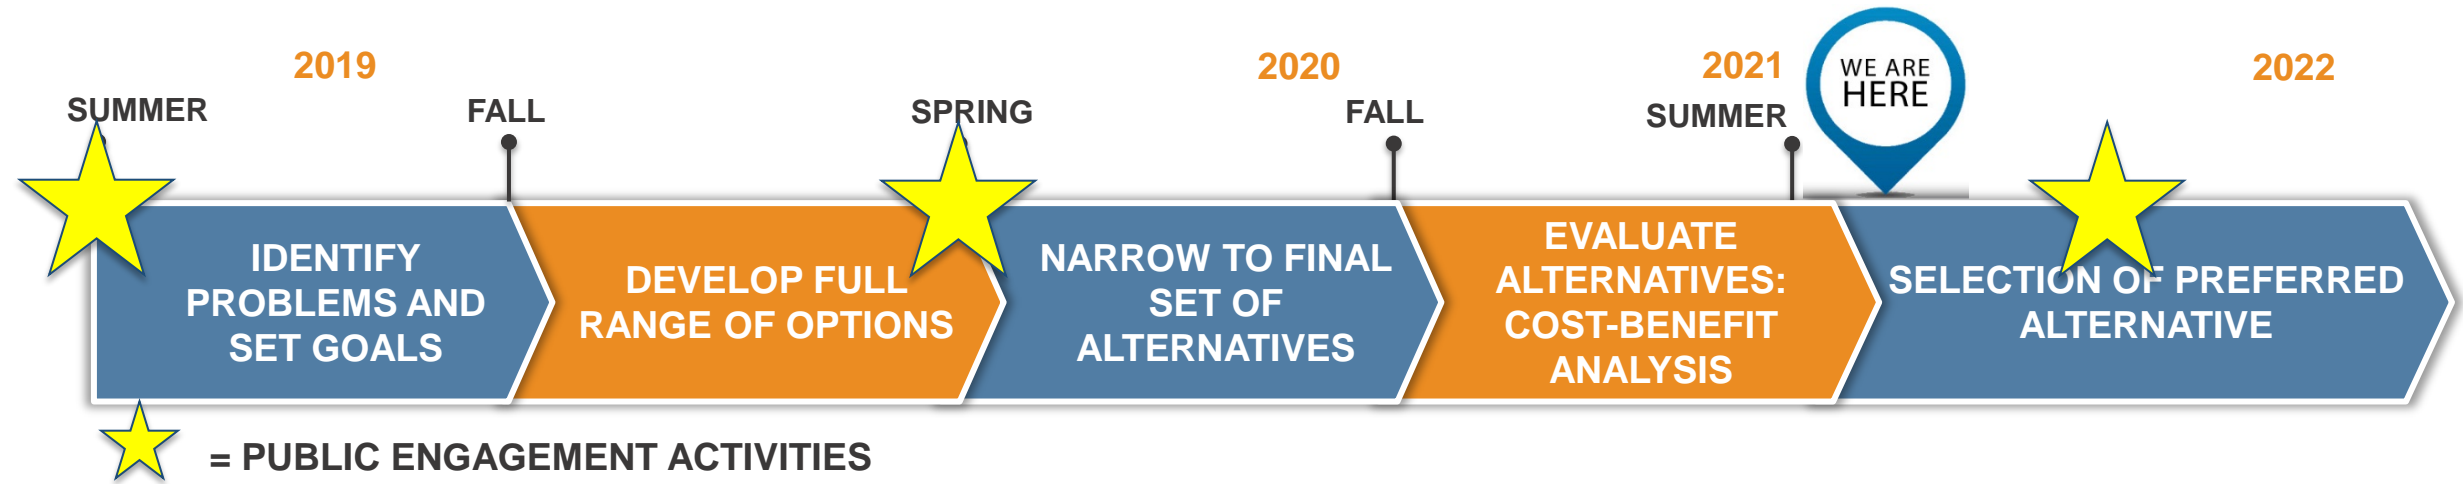 2019
2020
2021
2022
WE ARE
HERE
SUMMER
FALL
SPRING
FALL
SUMMER
IDENTIFY
PROBLEMS AND
SET GOALS
DEVELOP FULL
RANGE OF OPTIONS
NARROW TO FINAL
SET OF
ALTERNATIVES
EVALUATE
ALTERNATIVES:
COST-BENEFIT
ANALYSIS
SELECTION OF PREFERRED
ALTERNATIVE
= PUBLIC ENGAGEMENT ACTIVITIES